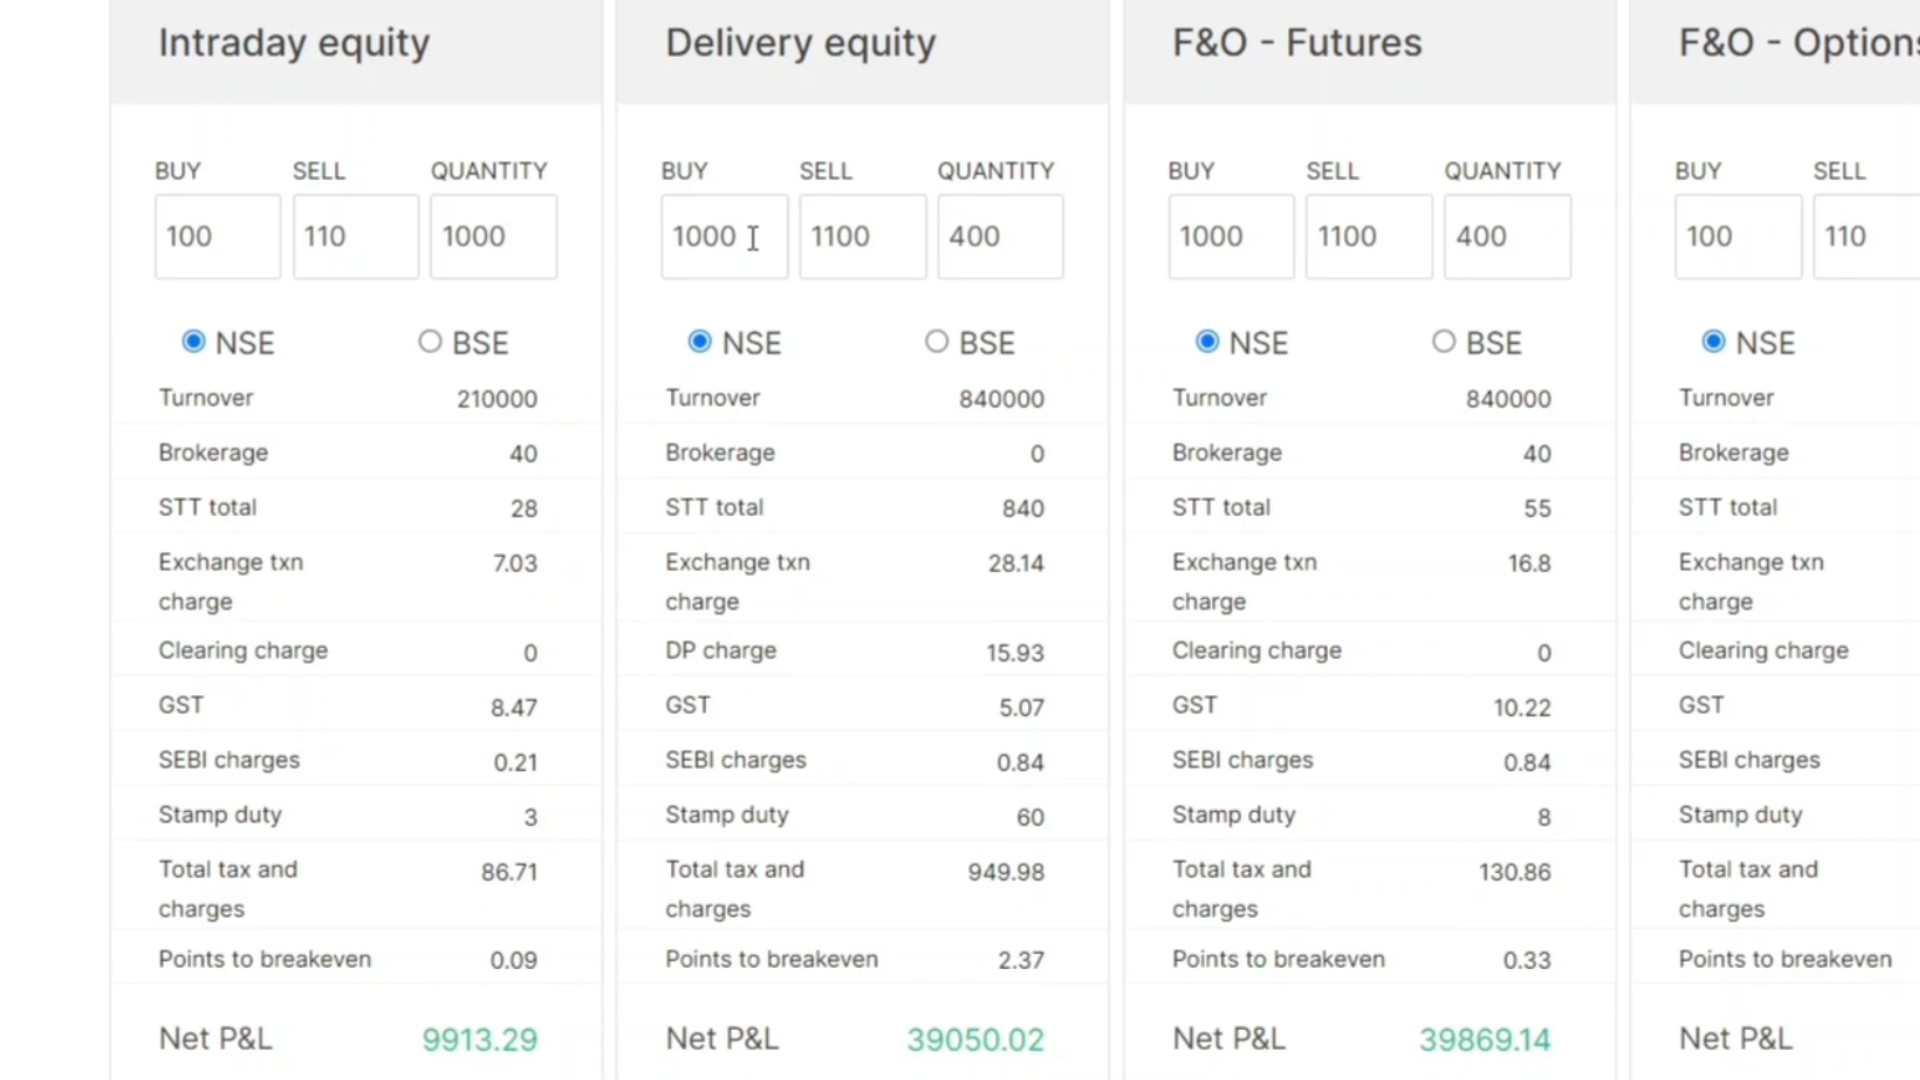 Intraday equity
BUY SELL QUANTITY
100 110 1000
NSE BSE
Turnover 210000
Brokerage 40
STT total 28
Exchange txn 7.03
charge
Clearing charge 0
GST 8.47
SEBI charges 0.21
Stamp duty 3
Total tax and 86.71
charges
Points to breakeven 0.09
Net P&L 9913.29
Delivery equity
BUY SELL QUANTITY
1000 1100 400
NSE BSE
Turnover 840000
Brokerage 0
STT total 840
Exchange txn 28.14
charge
DP charge 15.93
GST 5.07
SEBI charges 0.84
Stamp duty 60
Total tax and 949.98
charges
Points to breakeven 2.37
Net P&L 39050.02
F&O - Futures
BUY SELL QUANTITY
1000 1100 400
NSE BSE
Turnover 840000
Brokerage 40
STT total 55
Exchange txn 16.8
charge
Clearing charge 0
GST 10.22
SEBI charges 0.84
Stamp duty 8
Total tax and 130.86
charges
Points to breakeven 0.33
Net P&L 39869.14
F&O - Options
BUY SELL
100 110
NSE
Turnover
Brokerage
STT total
Exchange txn
charge
Clearing charge
GST
SEBI charges
Stamp duty
Total tax and
charges
Points to breakeven
Net P&L